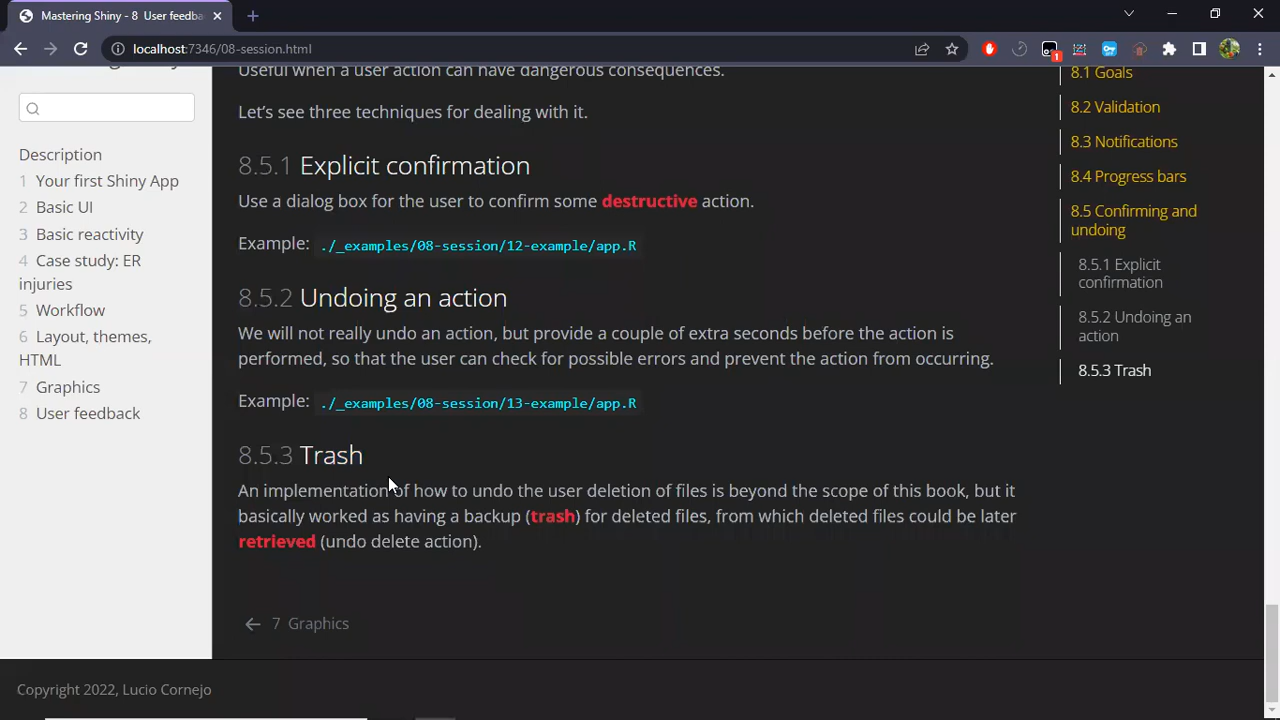 Mastering Shiny - 8 User feedba
localhost:7346/08-session.html
1
Description
1 Your first Shiny App
2 Basic UI
3 Basic reactivity
4 Case study: ER
injuries
5 Workflow
6 Layout, themes,
HTML
7 Graphics
8 User feedback
Useful when a user action can have dangerous consequences.
Let's see three techniques for dealing with it.
8.5.1 Explicit confirmation
Use a dialog box for the user to confirm some destructive action.
Example: ./_examples/08-session/12-example/app.R
8.5.2 Undoing an action
We will not really undo an action, but provide a couple of extra seconds before the action is
performed, so that the user can check for possible errors and prevent the action from occurring.
Example: ./_examples/08-session/13-example/app.R
8.5.3 Trash
An implementation of how to undo the user deletion of files is beyond the scope of this book, but it
basically worked as having a backup (trash) for deleted files, from which deleted files could be later
retrieved (undo delete action).
7 Graphics
8.1 Goals
8.2 Validation
8.3 Notifications
8.4 Progress bars
8.5 Confirming and
undoing
8.5.1 Explicit
confirmation
8.5.2 Undoing an
action
8.5.3 Trash
Copyright 2022, Lucio Cornejo